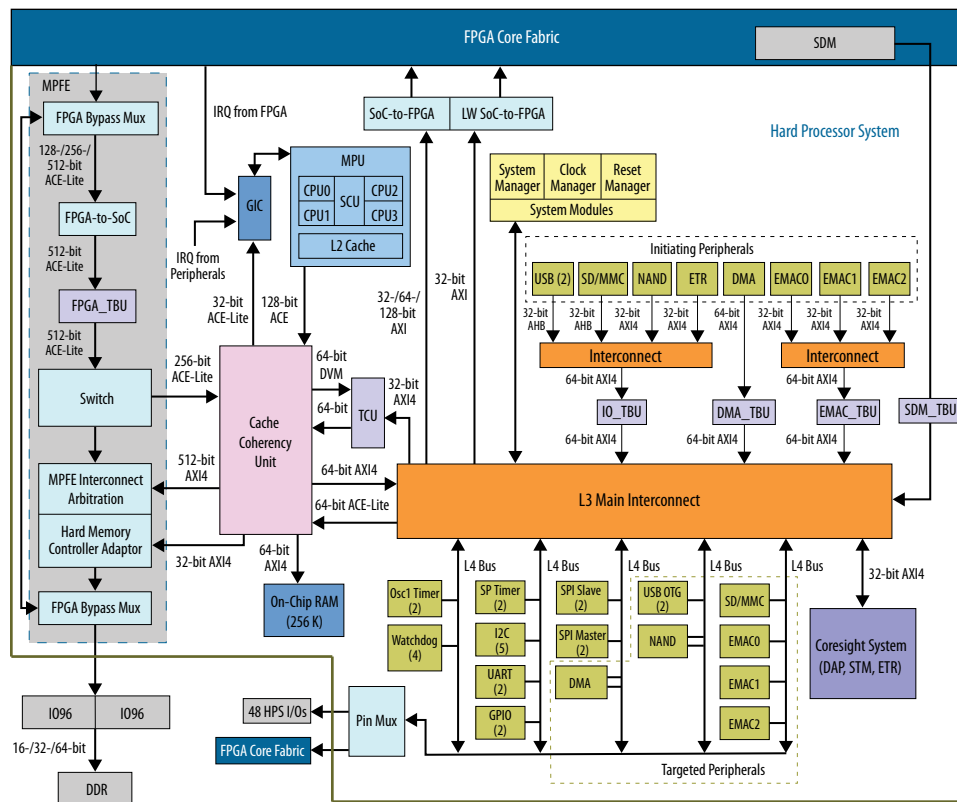 FPGA Core Fabric
SDM
MPFE
FPGA Bypass Mux
128-/256-/
512-bit
ACE-Lite
FPGA-to-SoC
512-bit
ACE-Lite
FPGA_TBU
512-bit
ACE-Lite
Switch
MPFE Interconnect
Arbitration
Hard Memory
Controller Adaptor
FPGA Bypass Mux
IO96
IO96
16-/32-/64-bit
DDR
IRQ from FPGA
GIC
IRQ from
Peripherals
MPU
CPU0
CPU1
SCU
CPU2
CPU3
L2 Cache
SoC-to-FPGA
LW SoC-to-FPGA
Hard Processor System
System
Manager
Clock
Manager
Reset
Manager
System Modules
32-bit
AXI
32-/64-/
128-bit
AXI
32-bit
ACE-Lite
128-bit
ACE
Initiating Peripherals
USB (2)
SD/MMC
NAND
ETR
DMA
EMAC0
EMAC1
EMAC2
32-bit
AHB
32-bit
AHB
32-bit
AXI4
32-bit
AXI4
64-bit
AXI4
32-bit
AXI4
32-bit
AXI4
32-bit
AXI4
Interconnect
Interconnect
64-bit AXI4
64-bit AXI4
IO_TBU
DMA_TBU
EMAC_TBU
SDM_TBU
64-bit AXI4
64-bit AXI4
64-bit AXI4
256-bit
ACE-Lite
Cache
Coherency
Unit
64-bit
DVM
64-bit
TCU
32-bit
AXI4
512-bit
AXI4
64-bit AXI4
64-bit ACE-Lite
L3 Main Interconnect
32-bit AXI4
64-bit
AXI4
On-Chip RAM
(256 K)
L4 Bus
L4 Bus
L4 Bus
L4 Bus
L4 Bus
32-bit AXI4
Osc1 Timer
(2)
Watchdog
(4)
SP Timer
(2)
I2C
(5)
UART
(2)
GPIO
(2)
SPI Slave
(2)
SPI Master
(2)
DMA
USB OTG
(2)
NAND
SD/MMC
EMAC0
EMAC1
EMAC2
Coresight System
(DAP, STM, ETR)
48 HPS I/Os
Pin Mux
FPGA Core Fabric
Targeted Peripherals